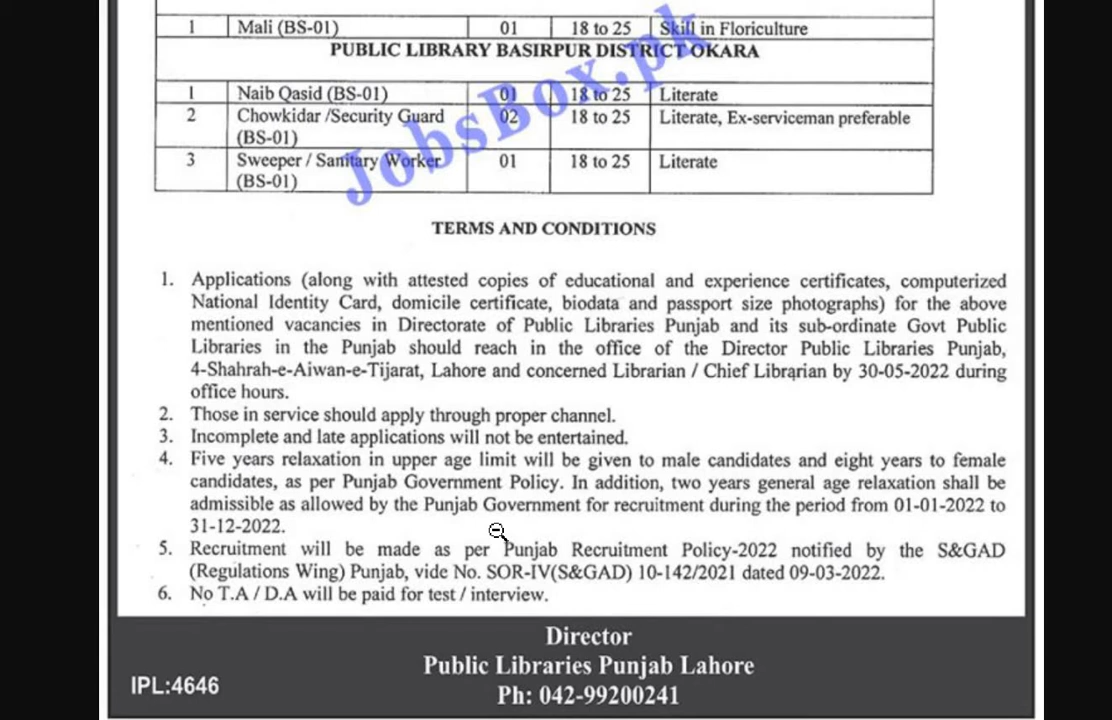 1 Mali (BS-01) 01 18 to 25 Skill in Floriculture
PUBLIC LIBRARY BASIRPUR DISTRICT OKARA
1 Naib Qasid (BS-01) 01 18 to 25 Literate
2 Chowkidar /Security Guard 02 18 to 25 Literate, Ex-serviceman preferable
(BS-01)
3 Sweeper / Sanitary Worker 01 18 to 25 Literate
(BS-01)
JobsBox.pk
TERMS AND CONDITIONS
1. Applications (along with attested copies of educational and experience certificates, computerized
National Identity Card, domicile certificate, biodata and passport size photographs) for the above
mentioned vacancies in Directorate of Public Libraries Punjab and its sub-ordinate Govt Public
Libraries in the Punjab should reach in the office of the Director Public Libraries Punjab,
4-Shahrah-e-Aiwan-e-Tijarat, Lahore and concerned Librarian / Chief Librarian by 30-05-2022 during
office hours.
2. Those in service should apply through proper channel.
3. Incomplete and late applications will not be entertained.
4. Five years relaxation in upper age limit will be given to male candidates and eight years to female
candidates, as per Punjab Government Policy. In addition, two years general age relaxation shall be
admissible as allowed by the Punjab Government for recruitment during the period from 01-01-2022 to
31-12-2022.
5. Recruitment will be made as per Punjab Recruitment Policy-2022 notified by the S&GAD
(Regulations Wing) Punjab, vide No. SOR-IV(S&GAD) 10-142/2021 dated 09-03-2022.
6. No T.A / D.A will be paid for test / interview.
Director
Public Libraries Punjab Lahore
IPL:4646
Ph: 042-99200241